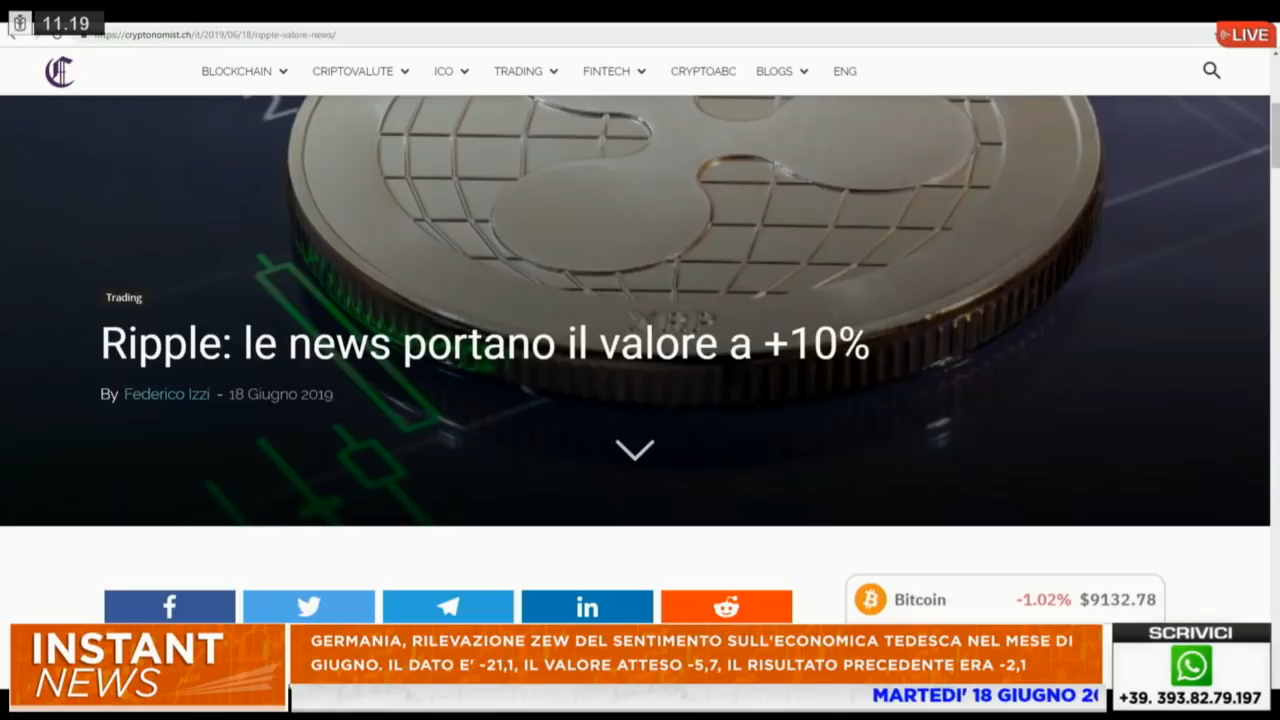 11.19
https://cryptonomist.ch/it/2019/06/18/ripple-valore-news/
LIVE
BLOCKCHAIN CRIPTOVALUTE ICO TRADING FINTECH CRYPTOABC BLOGS ENG
XRP
Trading
Ripple: le news portano il valore a +10%
By Federico Izzi - 18 Giugno 2019
Bitcoin -1.02% $9132.78
INSTANT
NEWS
GERMANIA, RILEVAZIONE ZEW DEL SENTIMENTO SULL'ECONOMICA TEDESCA NEL MESE DI
GIUGNO. IL DATO E' -21,1, IL VALORE ATTESO -5,7, IL RISULTATO PRECEDENTE ERA -2,1
MARTEDI' 18 GIUGNO
SCRIVICI
+39. 393.82.79.197